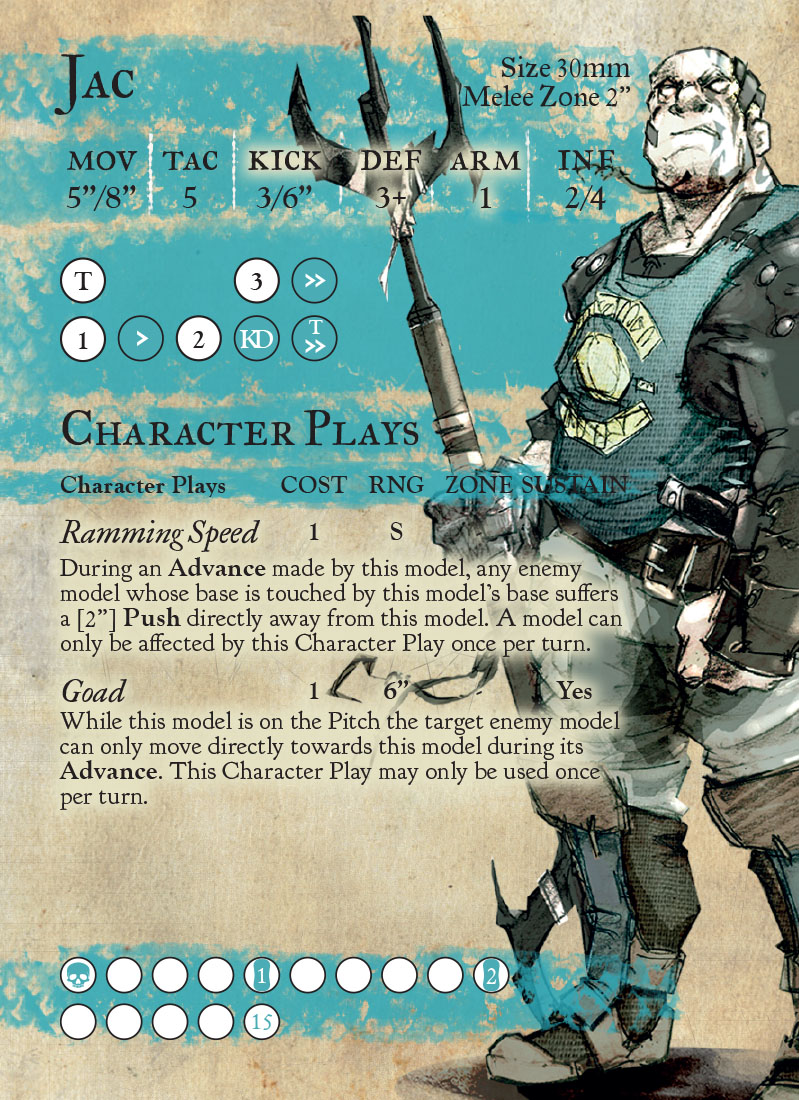 Jac
Size 30mm
Melee Zone 2”
MOV TAC KICK DEF ARM INF
5”/8” 5 3/6” 3+ 1 2/4
T 3 >>
1 > 2 KD T >>
Character Plays
Character Plays COST RNG ZONE SUSTAIN
Ramming Speed 1 S
During an Advance made by this model, any enemy
model whose base is touched by this model’s base suffers
a [2”] Push directly away from this model. A model can
only be affected by this Character Play once per turn.
Goad 1 6” Yes
While this model is on the Pitch the target enemy model
can only move directly towards this model during its
Advance. This Character Play may only be used once
per turn.
1 2
15